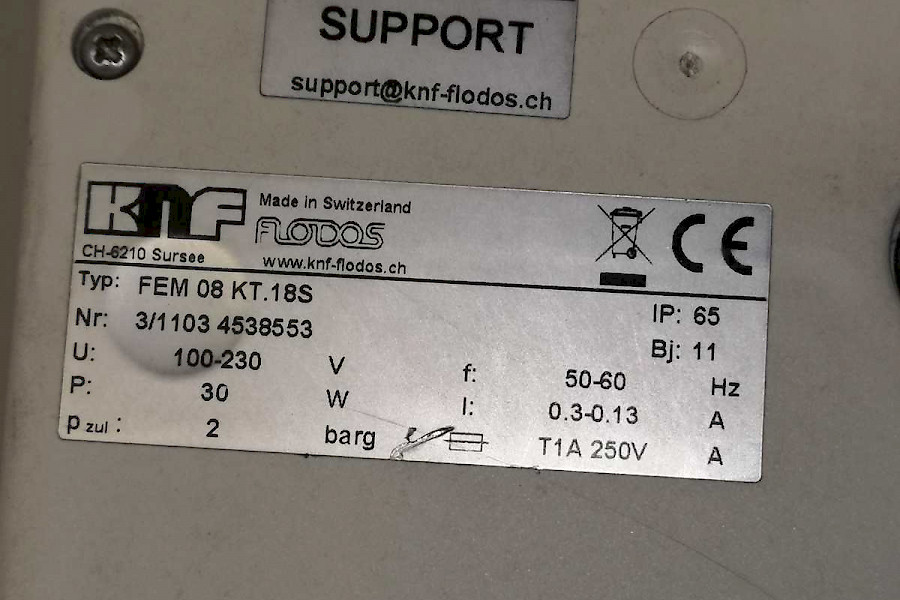 SUPPORT
support@knf-flodos.ch
KNF
Made in Switzerland
FLODOS
CH-6210 Sursee
www.knf-flodos.ch
Typ: FEM 08 KT.18S
IP: 65
Nr: 3/1103 4538553
Bj: 11
U: 100-230 V
f: 50-60 Hz
P: 30 W
I: 0.3-0.13 A
p zul : 2 barg
T1A 250V A
CE